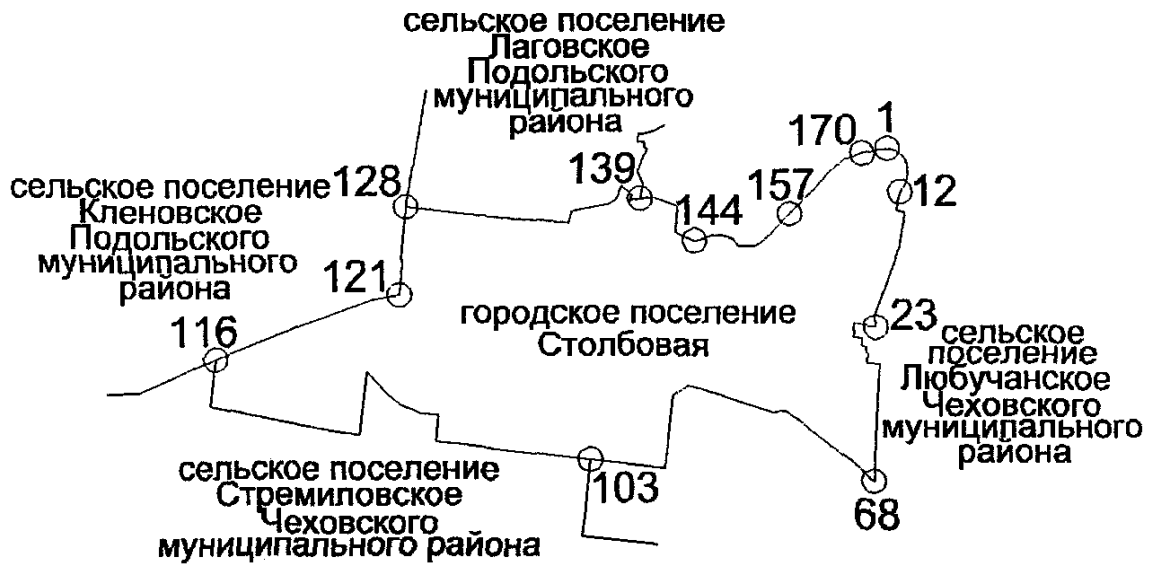 сельское поселение
Лаговское
Подольского
муниципального
района
1
170
139
157
12
144
сельское поселение
Кленовское
Подольского
муниципального
района
128
121
116
городское поселение
Столбовая
23
сельское
поселение
Любучанское
Чеховского
муниципального
района
сельское поселение
Стремиловское
Чеховского
муниципального района
103
68